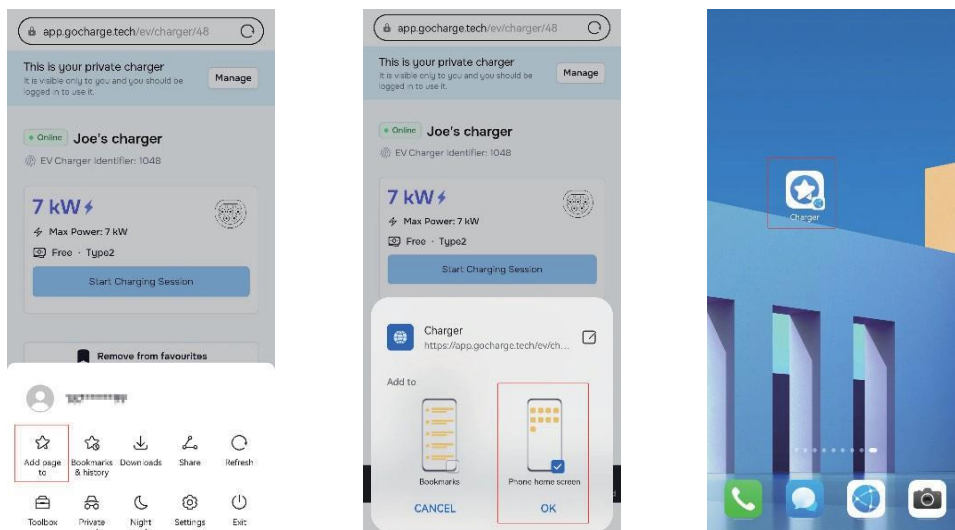 app.gocharge.tech/ev/charger/48
This is your private charger
It is visible only to you and you should be
logged in to use it.
Manage
Online
Joe's charger
EV Charger Identifier: 1048
7 kW
Max Power: 7 kW
Free · Type2
Start Charging Session
Remove from favourites
Add page
to
Bookmarks
& history
Downloads
Share
Refresh
Toolbox
Private
Night
Settings
Exit
app.gocharge.tech/ev/charger/48
This is your private charger
It is visible only to you and you should be
logged in to use it.
Manage
Online
Joe's charger
EV Charger Identifier: 1048
7 kW
Max Power: 7 kW
Free · Type2
Start Charging Session
Charger
https://app.gocharge.tech/ev/ch...
Add to
Bookmarks
Phone home screen
CANCEL
OK
Charger